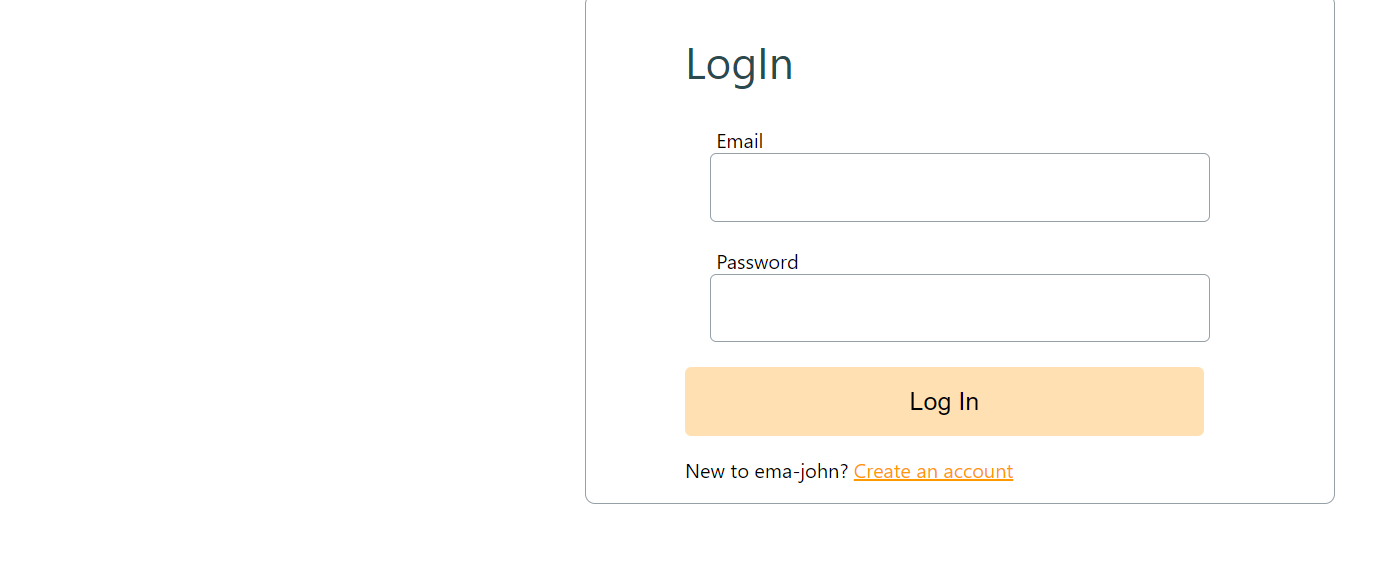 LogIn
Email
Password
Log In
New to ema-john? Create an account